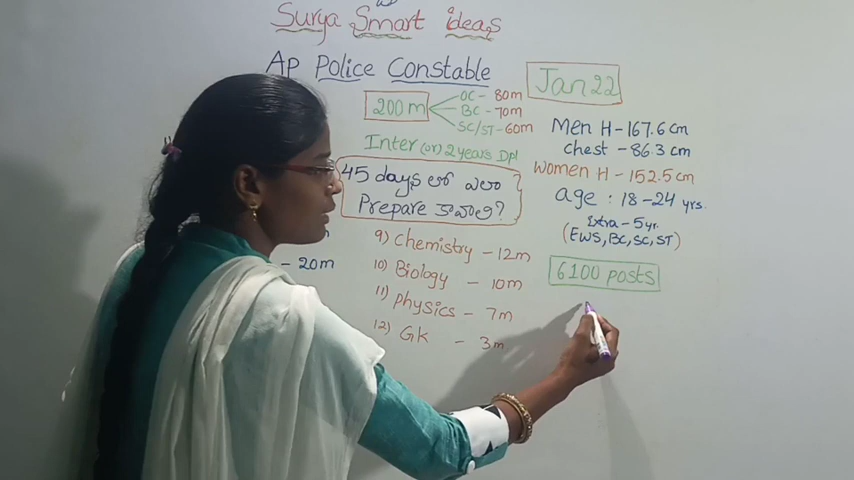 Surya Smart ideas
AP Police Constable
Jan 22
200m
OC - 80m
BC - 70m
SC/ST - 60m
Inter (or) 2 years Dpl
45 days లో ఎలా
Prepare కావాలి?
Men H - 167.6 cm
chest - 86.3 cm
women H - 152.5 cm
age : 18 - 24 yrs.
Extra - 5 yr.
(EWS, BC, SC, ST)
6100 posts
- 20m
9) Chemistry - 12m
10) Biology - 10m
11) Physics - 7m
12) GK - 3m